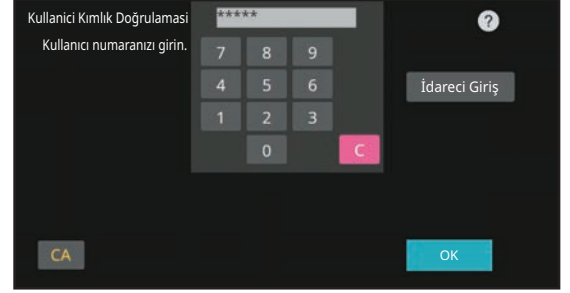 Kullanici Kımlık Doğrulamasi
*****
?
Kullanıcı numaranızı girin.
7 8 9
4 5 6
İdareci Giriş
1 2 3
0 C
CA
OK